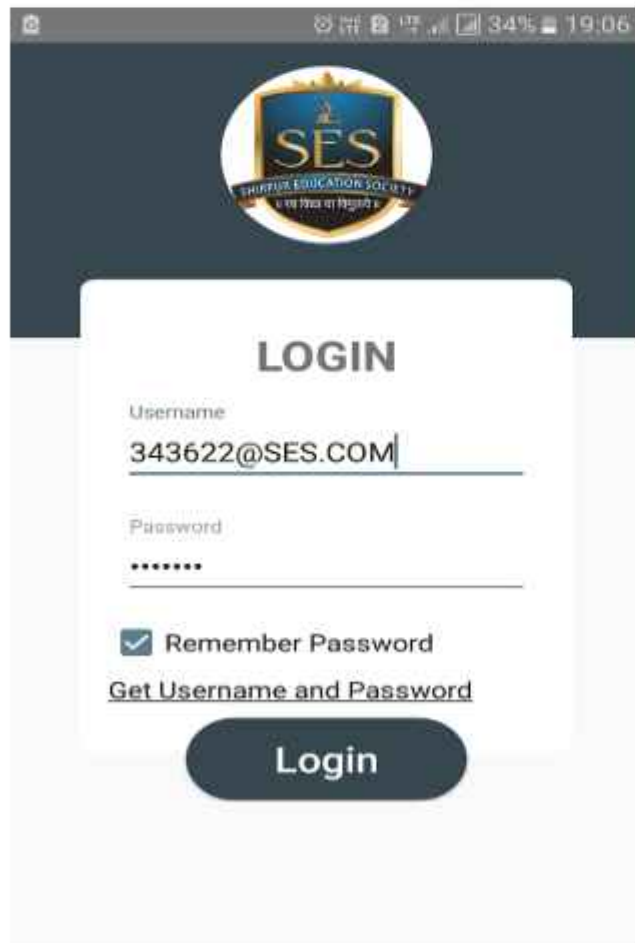 34% 19:06
SES
SHIRPUR EDUCATION SOCIETY
LOGIN
Username
343622@SES.COM
Password
•••••••
Remember Password
Get Username and Password
Login